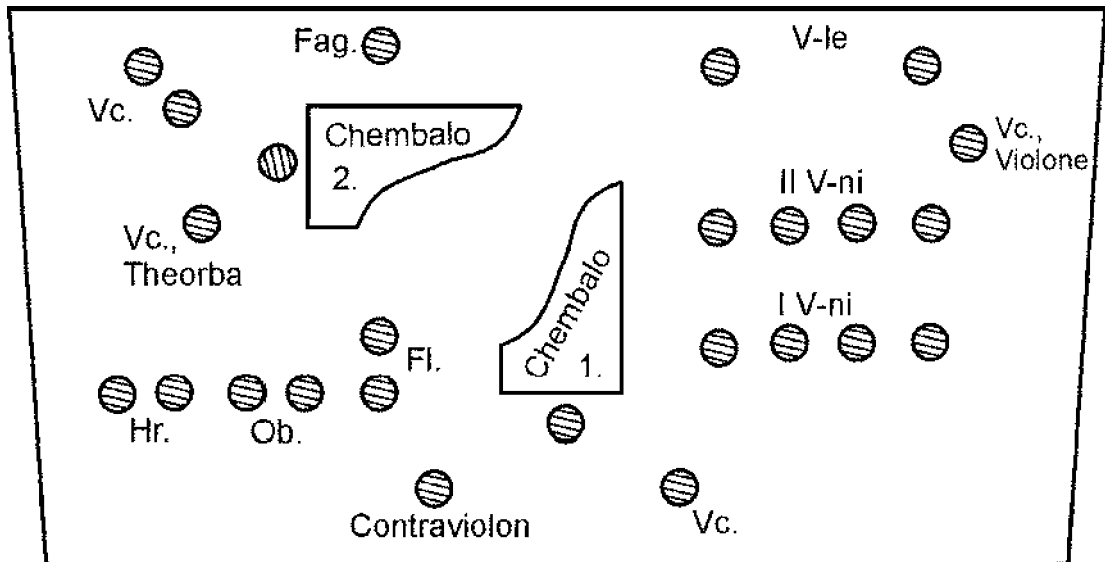 Fag.
V-le
Vc.
Chembalo
2.
Vc.,
Violone
II V-ni
Vc.,
Theorba
I V-ni
Chembalo
1.
Fl.
Hr.
Ob.
Contraviolon
Vc.